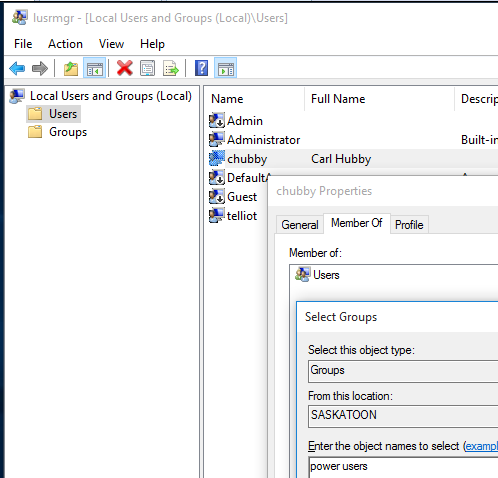 lusrmgr - [Local Users and Groups (Local)\Users]
File Action View Help
Local Users and Groups (Local)
Users
Groups
Name Full Name Descrip
Admin
Administrator Built-in
chubby Carl Hubby
DefaultA
Guest
telliot
chubby Properties
General Member Of Profile
Member of:
Users
Select Groups
Select this object type:
Groups
From this location:
SASKATOON
Enter the object names to select (exampl
power users